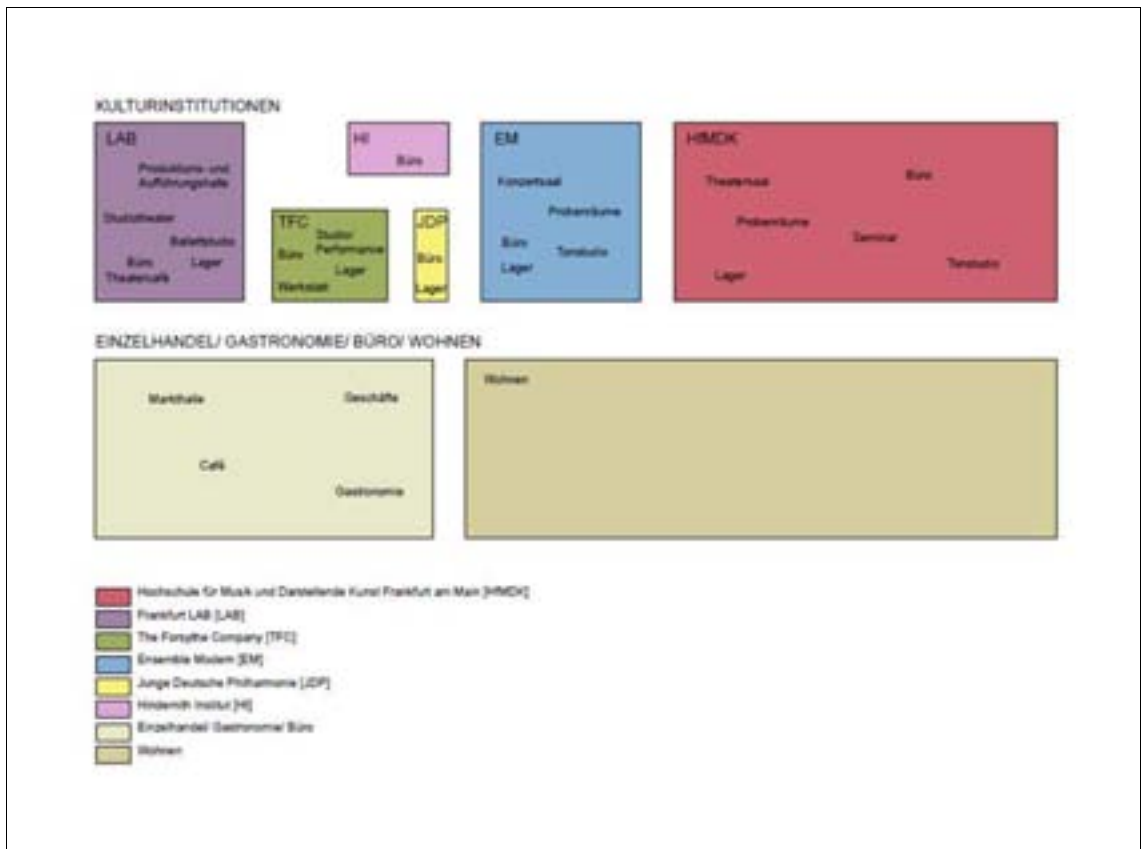 KULTURINSTITUTIONEN
LAB
Produktions- und
Aufführungshalle
Studiotheater
Ballettstudio
Büro
Lager
Theatercafé
HI
Büro
TFC
Studio/
Performance
Büro
Lager
Werkstatt
JDP
Büro
Lager
EM
Konzertsaal
Proberäume
Büro
Tonstudio
Lager
HfMDK
Theatersaal
Büro
Proberäume
Seminar
Tonstudio
Lager
EINZELHANDEL/ GASTRONOMIE/ BÜRO/ WOHNEN
Markthalle
Geschäfte
Café
Gastronomie
Wohnen
Hochschule für Musik und Darstellende Kunst Frankfurt am Main [HfMDK]
Frankfurt LAB [LAB]
The Forsythe Company [TFC]
Ensemble Modern [EM]
Junge Deutsche Philharmonie [JDP]
Hindemith Institut [HI]
Einzelhandel/ Gastronomie/ Büro
Wohnen